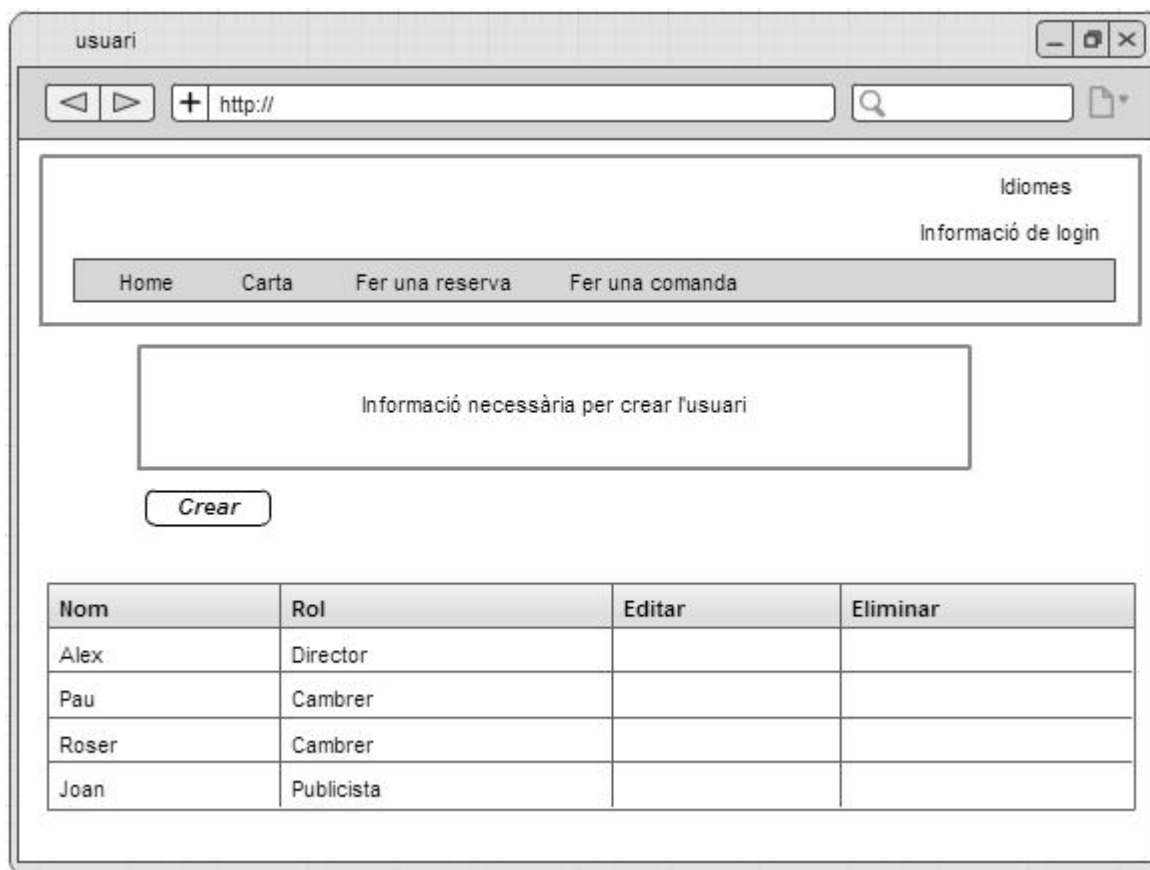 usuari
http://
Idiomes
Informació de login
Home Carta Fer una reserva Fer una comanda
Informació necessària per crear l'usuari
Crear
Nom Rol Editar Eliminar
Alex Director
Pau Cambrer
Roser Cambrer
Joan Publicista